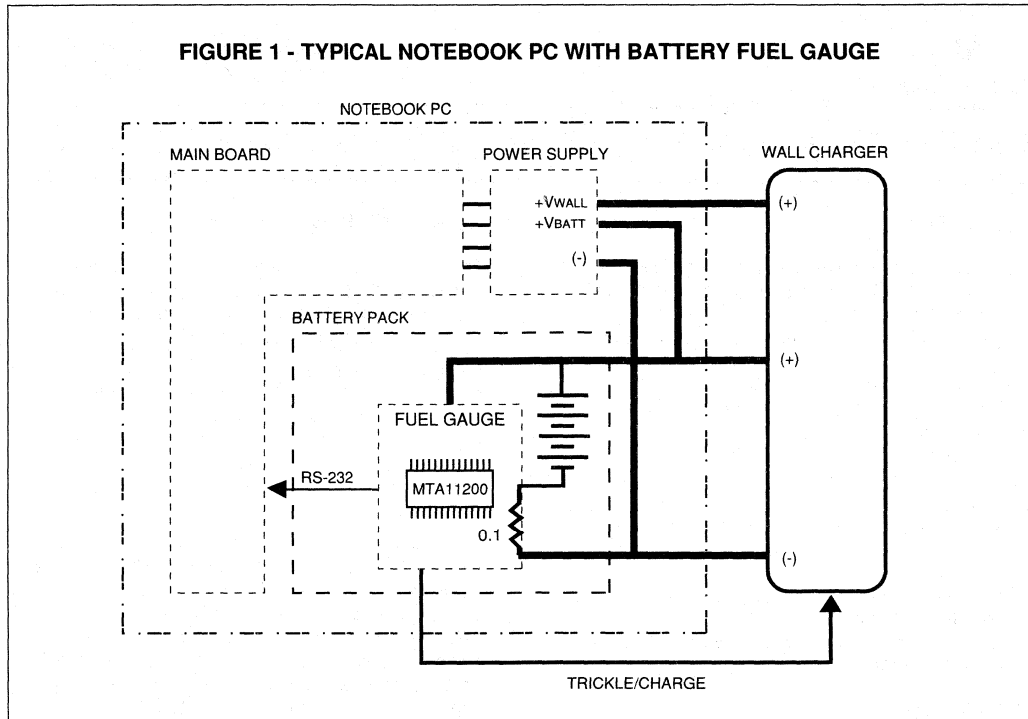 FIGURE 1 - TYPICAL NOTEBOOK PC WITH BATTERY FUEL GAUGE
NOTEBOOK PC
MAIN BOARD
POWER SUPPLY
WALL CHARGER
+VWALL
(+)
+VBATT
(-)
BATTERY PACK
(+)
FUEL GAUGE
RS-232
MTA11200
0.1
(-)
TRICKLE/CHARGE